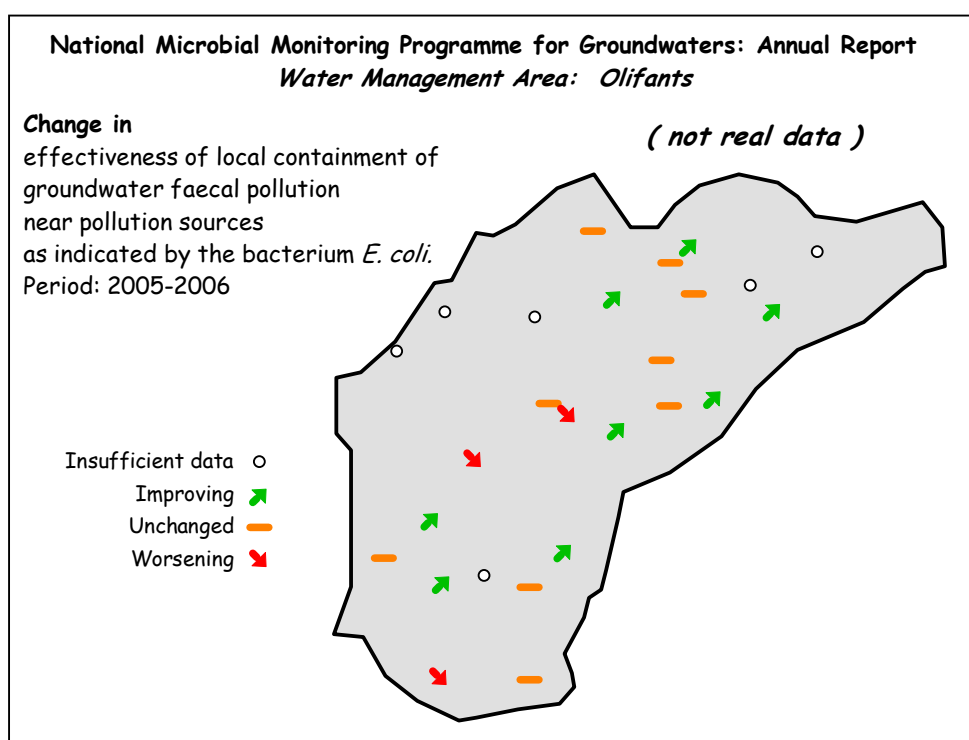 National Microbial Monitoring Programme for Groundwaters: Annual Report
Water Management Area: Olifants
( not real data )
Change in
effectiveness of local containment of
groundwater faecal pollution
near pollution sources
as indicated by the bacterium E. coli.
Period: 2005-2006
Insufficient data
Improving
Unchanged
Worsening